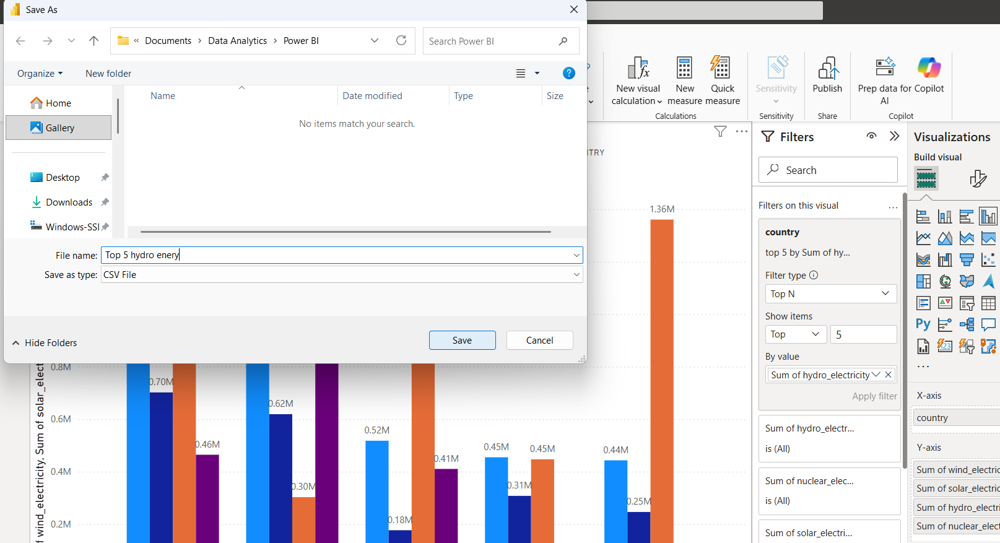 Save As
« Documents > Data Analytics > Power BI
Search Power BI
Organize
New folder
?
Home
Gallery
Desktop
Downloads
Windows-SSI
Name
Date modified
Type
Size
No items match your search.
File name: Top 5 hydro enery
Save as type: CSV File
Hide Folders
Save
Cancel
New visual calculation
New measure
Quick measure
Calculations
Sensitivity
Sensitivity
Publish
Share
Prep data for AI
Copilot
Copilot
ITRY
1.36M
0.8M
0.70M
0.62M
0.6M
0.52M
0.46M
0.45M
0.45M
0.44M
0.4M
0.41M
0.30M
0.31M
0.25M
0.2M
0.18M
f wind_electricity, Sum of solar_elect
Filters
Search
Filters on this visual
...
country
top 5 by Sum of hy...
Filter type
Top N
Show items
Top
5
By value
Sum of hydro_electricity
Apply filter
Sum of hydro_electr...
is (All)
Sum of nuclear_elec...
is (All)
Sum of solar_electri...
Visualizations
Build visual
Py
123
...
X-axis
country
Y-axis
Sum of wind_electric
Sum of solar_electric
Sum of hydro_electri
Sum of nuclear_elect